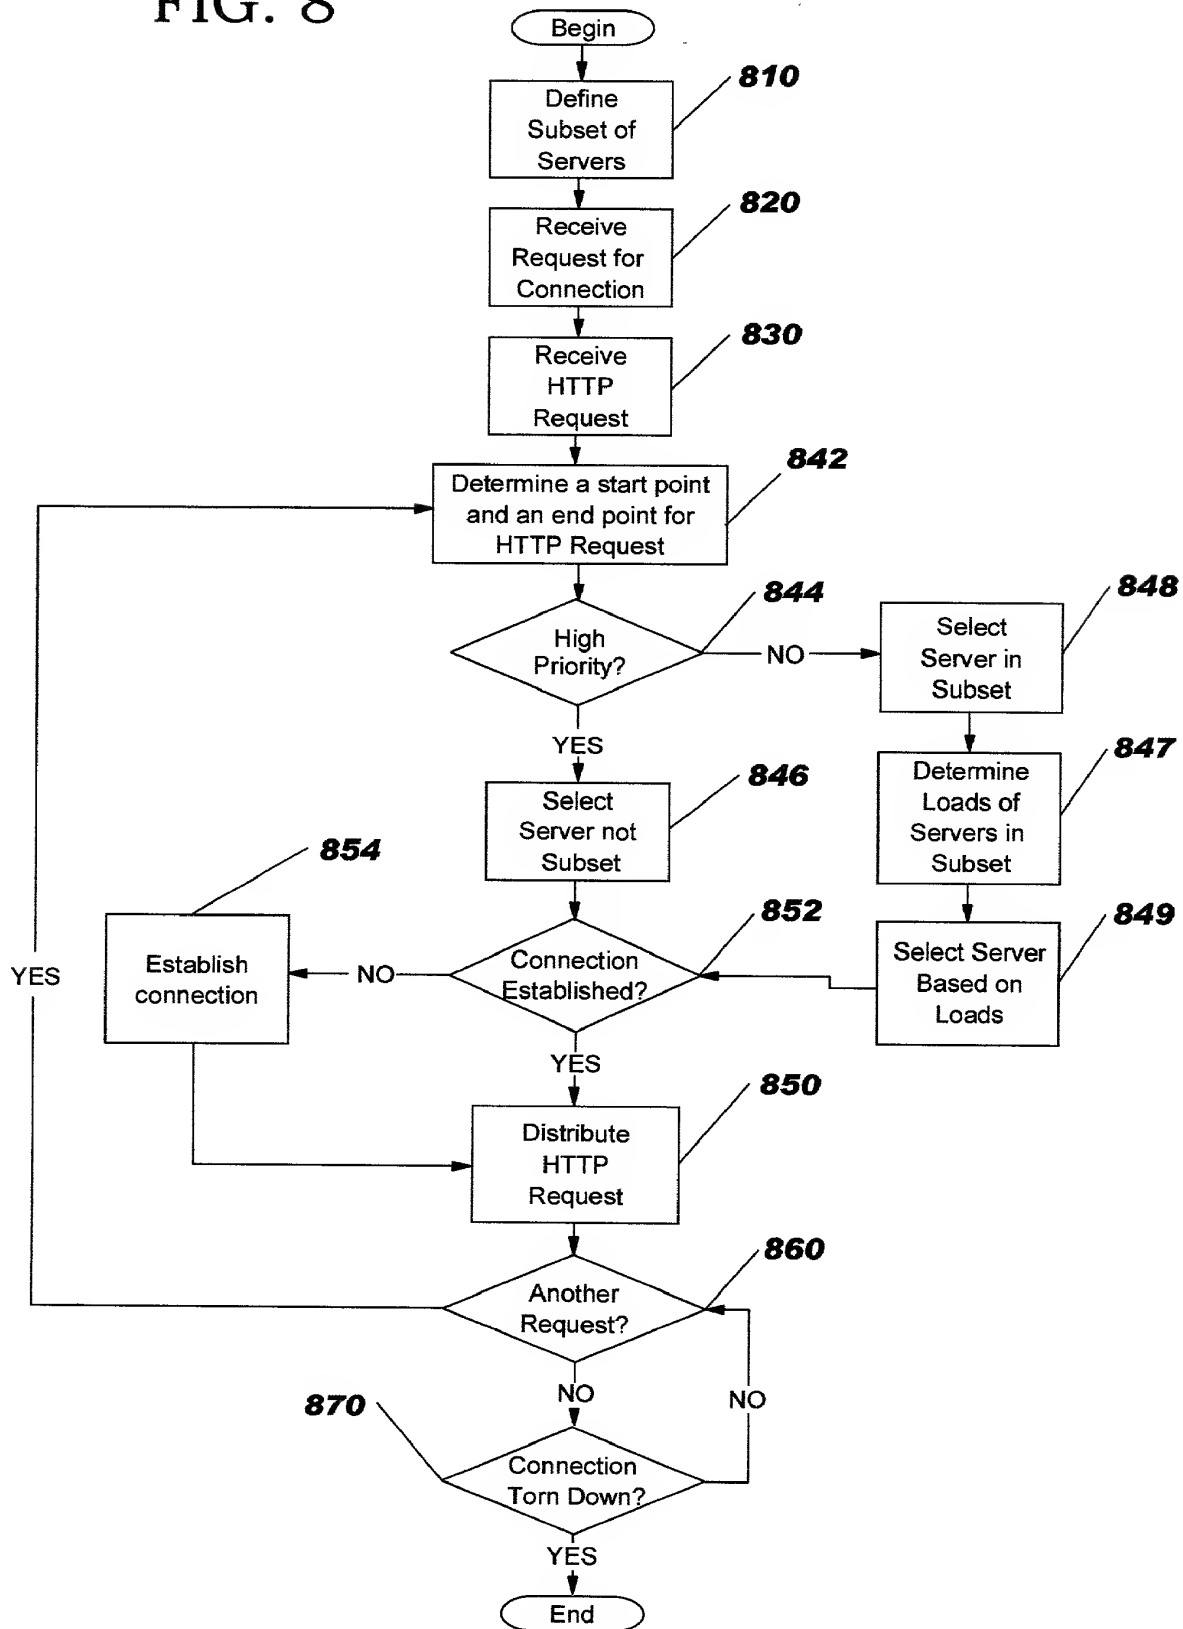 FIG. 8
Begin
810
Define
Subset of
Servers
820
Receive
Request for
Connection
830
Receive
HTTP
Request
842
Determine a start point
and an end point for
HTTP Request
844
High
Priority?
NO
848
Select
Server in
Subset
YES
847
Determine
Loads of
Servers in
Subset
846
Select
Server not
Subset
849
Select Server
Based on
Loads
852
Connection
Established?
NO
854
Establish
connection
YES
YES
850
Distribute
HTTP
Request
860
Another
Request?
NO
NO
870
Connection
Torn Down?
YES
End